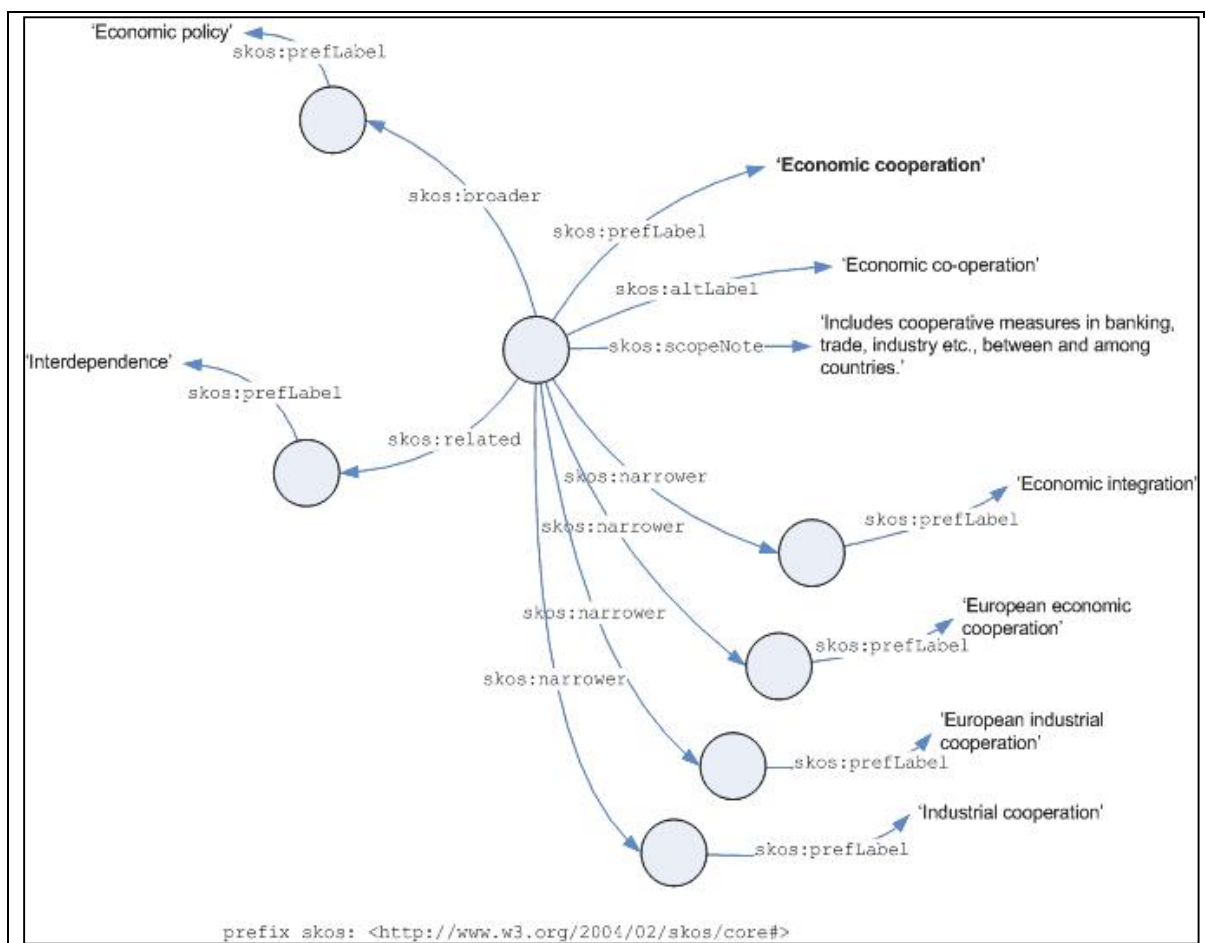 ‘Economic policy’
skos:prefLabel
skos:broader
‘Economic cooperation’
skos:prefLabel
‘Economic co-operation’
skos:altLabel
‘Includes cooperative measures in banking,
trade, industry etc., between and among
countries.’
skos:scopeNote
‘Interdependence’
skos:prefLabel
skos:related
skos:narrower
‘Economic integration’
skos:prefLabel
skos:narrower
‘European economic
cooperation’
skos:prefLabel
skos:narrower
‘European industrial
cooperation’
skos:prefLabel
skos:narrower
‘Industrial cooperation’
skos:prefLabel
prefix skos: <http://www.w3.org/2004/02/skos/core#>